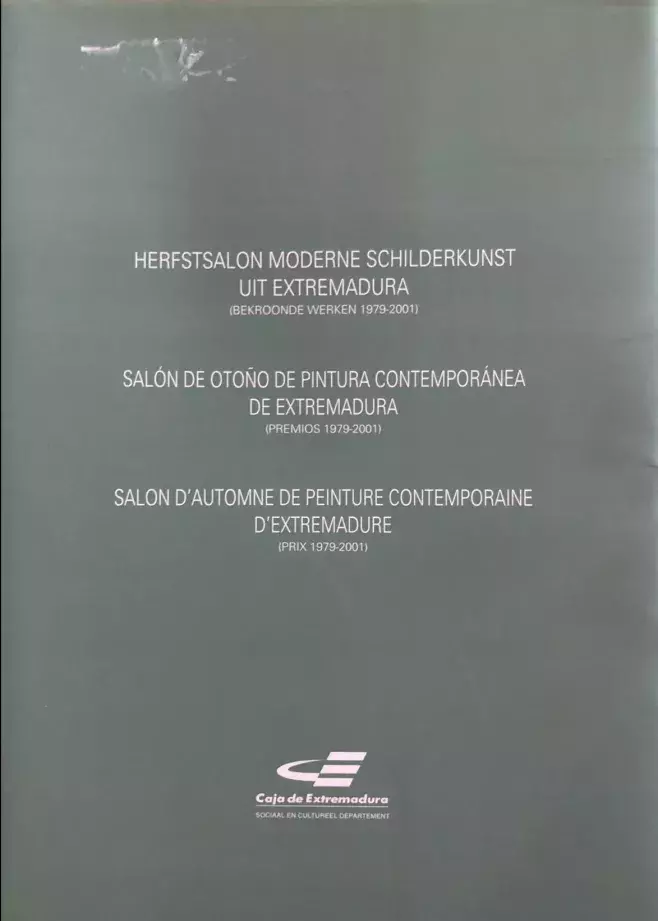 HERFSTSALON MODERNE SCHILDERKUNST
UIT EXTREMADURA
(BEKROONDE WERKEN 1979-2001)
SALÓN DE OTOÑO DE PINTURA CONTEMPORÁNEA
DE EXTREMADURA
(PREMIOS 1979-2001)
SALON D'AUTOMNE DE PEINTURE CONTEMPORAINE
D'EXTREMADURE
(PRIX 1979-2001)
Caja de Extremadura
SOCIAAL EN CULTUREEL DEPARTEMENT